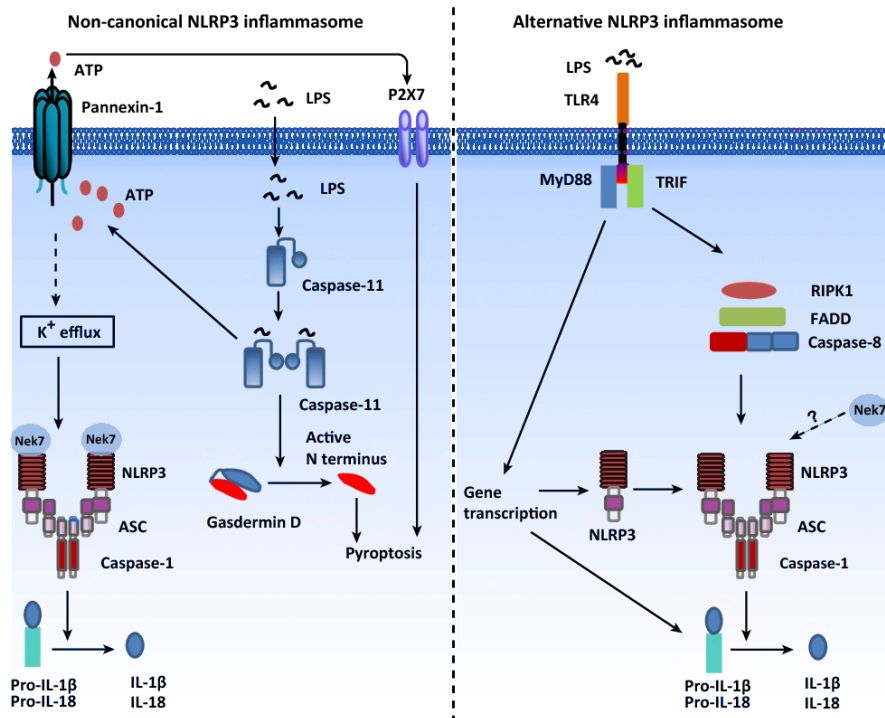 Non-canonical NLRP3 inflammasome
ATP
Pannexin-1
LPS
P2X7
ATP
LPS
Caspase-11
K+ efflux
Caspase-11
Nek7
Nek7
NLRP3
Active
N terminus
Gasdermin D
ASC
Caspase-1
Pyroptosis
Pro-IL-1β
Pro-IL-18
IL-1β
IL-18
Alternative NLRP3 inflammasome
LPS
TLR4
MyD88
TRIF
RIPK1
FADD
Caspase-8
?
Nek7
NLRP3
Gene
transcription
NLRP3
ASC
Caspase-1
Pro-IL-1β
Pro-IL-18
IL-1β
IL-18